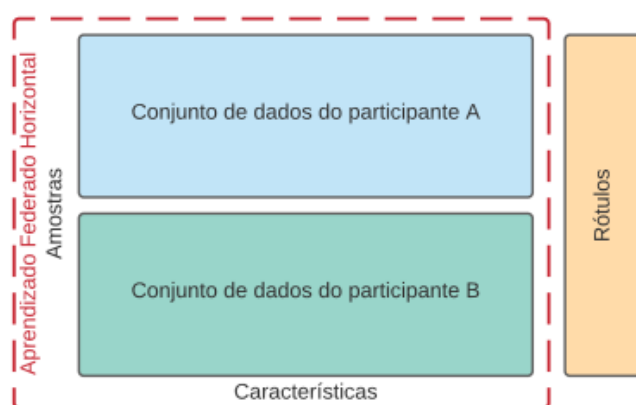 Aprendizado Federado Horizontal
Amostras
Conjunto de dados do participante A
Conjunto de dados do participante B
Características
Rótulos